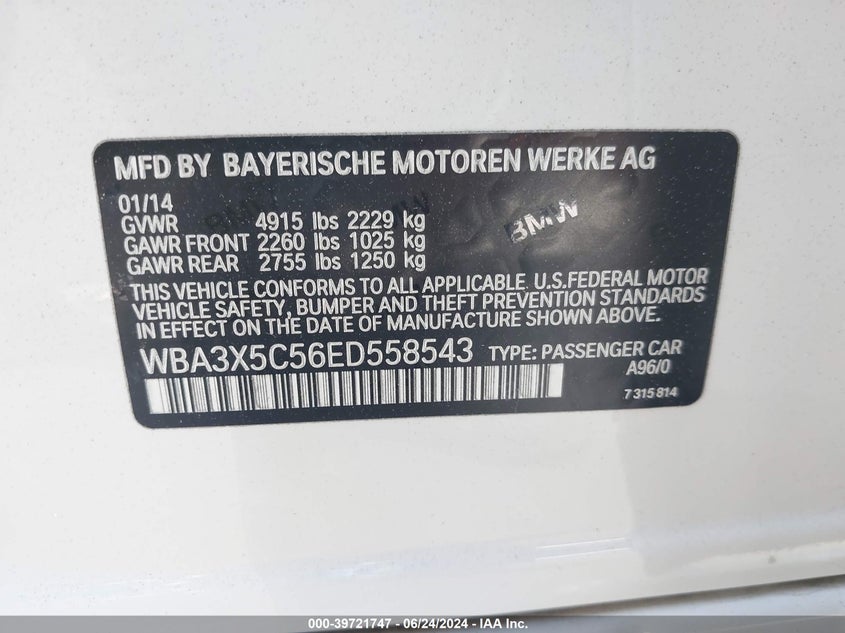 MFD BY BAYERISCHE MOTOREN WERKE AG
01/14
GVWR 4915 lbs 2229 kg
GAWR FRONT 2260 lbs 1025 kg
GAWR REAR 2755 lbs 1250 kg
BMW
THIS VEHICLE CONFORMS TO ALL APPLICABLE U.S.FEDERAL MOTOR
VEHICLE SAFETY, BUMPER AND THEFT PREVENTION STANDARDS
IN EFFECT ON THE DATE OF MANUFACTURE SHOWN ABOVE.
WBA3X5C56ED558543 TYPE: PASSENGER CAR
A96/0
7 315 814
000-39721747 - 06/24/2024 - IAA Inc.